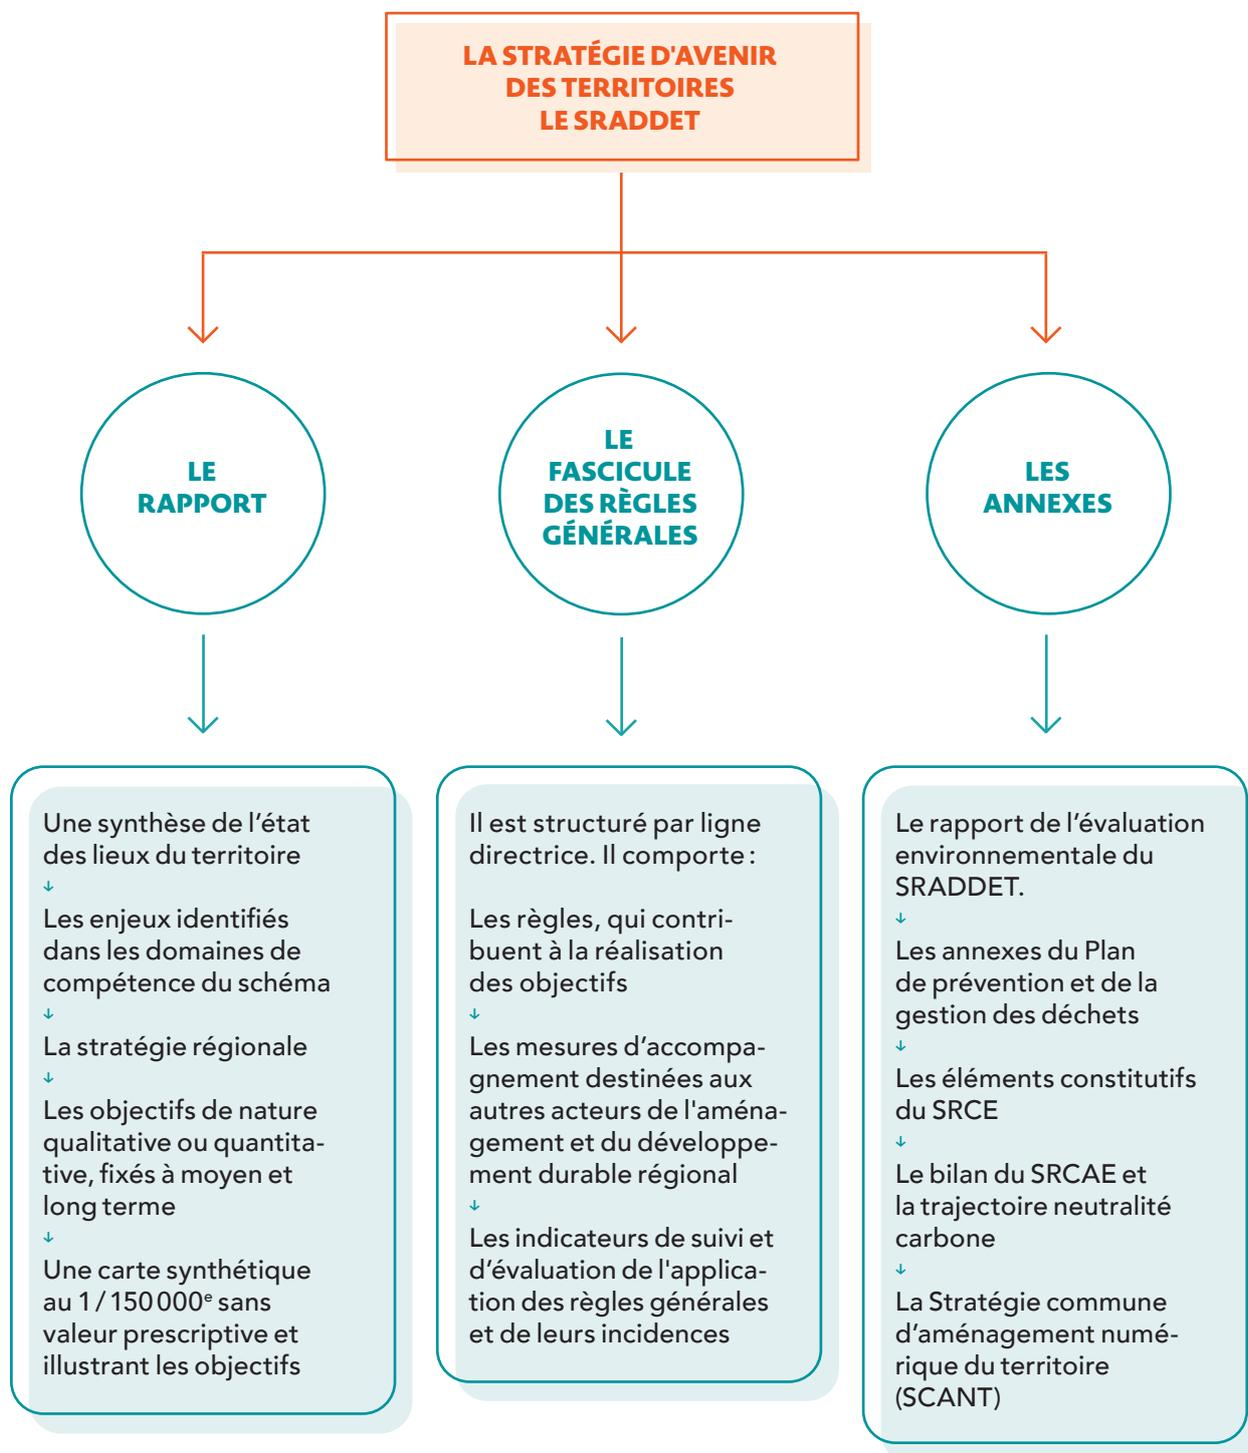 LA STRATÉGIE D'AVENIR
DES TERRITOIRES
LE SRADDET
LE
RAPPORT
LE
FASCICULE
DES RÈGLES
GÉNÉRALES
LES
ANNEXES
Une synthèse de l’état
des lieux du territoire
↓
Les enjeux identifiés
dans les domaines de
compétence du schéma
↓
La stratégie régionale
↓
Les objectifs de nature
qualitative ou quantita-
tive, fixés à moyen et
long terme
↓
Une carte synthétique
au 1 / 150 000ᵉ sans
valeur prescriptive et
illustrant les objectifs
Il est structuré par ligne
directrice. Il comporte :
Les règles, qui contri-
buent à la réalisation
des objectifs
↓
Les mesures d’accompa-
gnement destinées aux
autres acteurs de l'aména-
gement et du développe-
ment durable régional
↓
Les indicateurs de suivi et
d’évaluation de l'applica-
tion des règles générales
et de leurs incidences
Le rapport de l’évaluation
environnementale du
SRADDET.
↓
Les annexes du Plan
de prévention et de la
gestion des déchets
↓
Les éléments constitutifs
du SRCE
↓
Le bilan du SRCAE et
la trajectoire neutralité
carbone
↓
La Stratégie commune
d’aménagement numé-
rique du territoire
(SCANT)